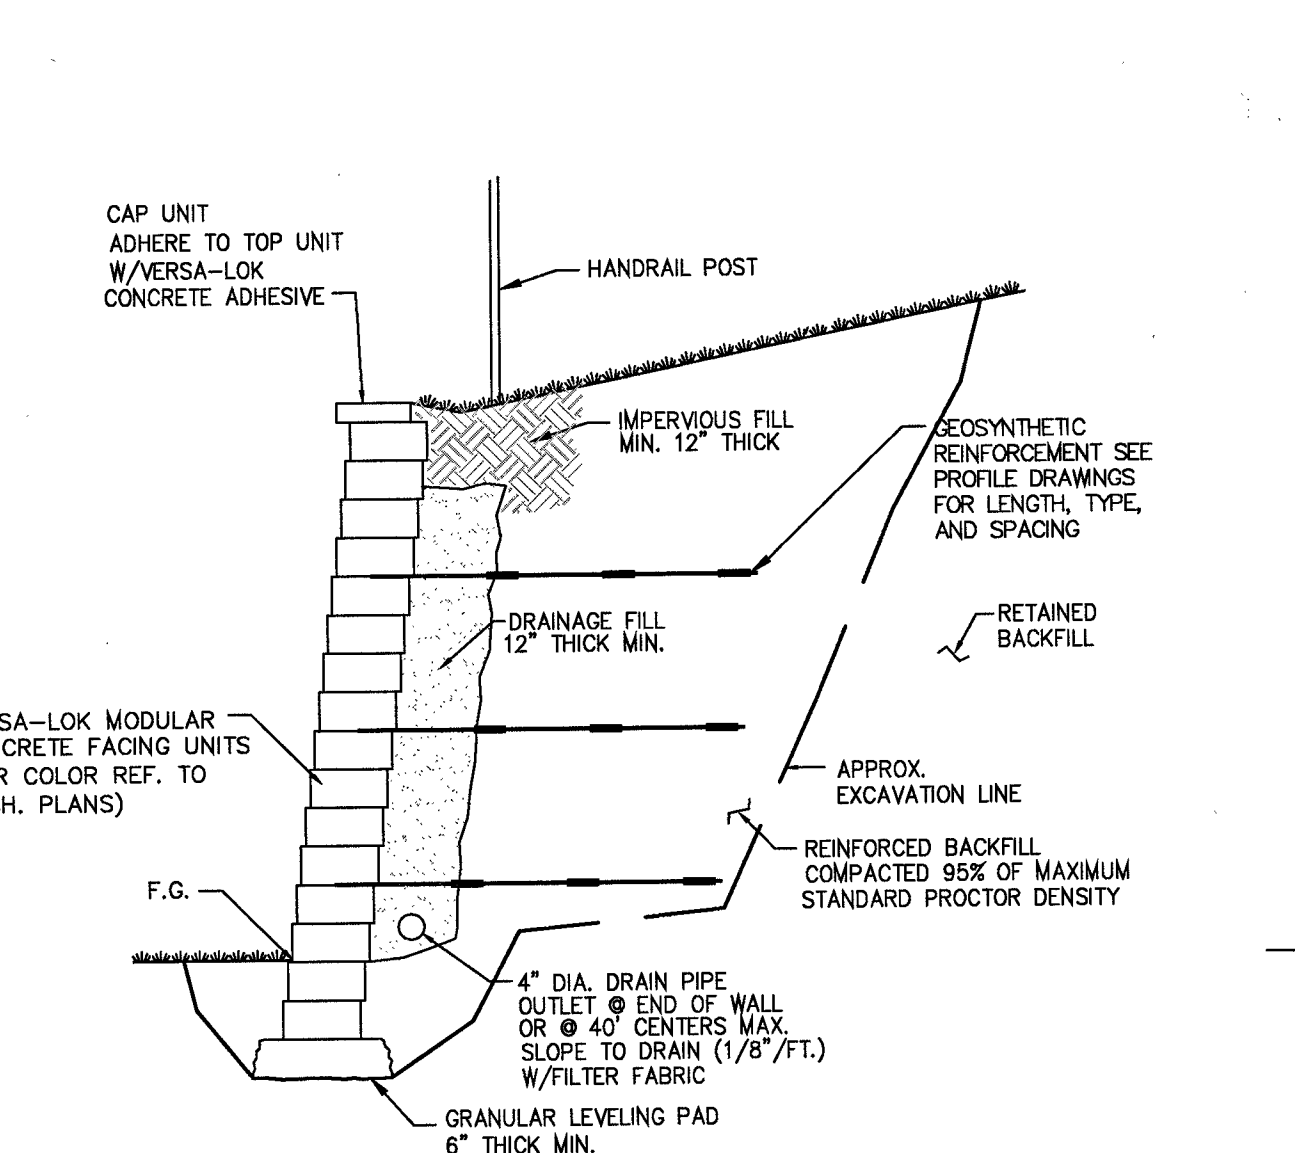 CAP UNIT
ADHERE TO TOP UNIT
W/VERSA-LOK
CONCRETE ADHESIVE
HANDRAIL POST
IMPERVIOUS FILL
MIN. 12" THICK
GEOSYNTHETIC
REINFORCEMENT SEE
PROFILE DRAWINGS
FOR LENGTH, TYPE,
AND SPACING
DRAINAGE FILL
12" THICK MIN.
RETAINED
BACKFILL
SA-LOK MODULAR
CRETE FACING UNITS
R COLOR REF. TO
H. PLANS)
APPROX.
EXCAVATION LINE
REINFORCED BACKFILL
COMPACTED 95% OF MAXIMUM
STANDARD PROCTOR DENSITY
F.G.
4" DIA. DRAIN PIPE
OUTLET @ END OF WALL
OR @ 40' CENTERS MAX.
SLOPE TO DRAIN (1/8"/FT.)
W/FILTER FABRIC
GRANULAR LEVELING PAD
6" THICK MIN.